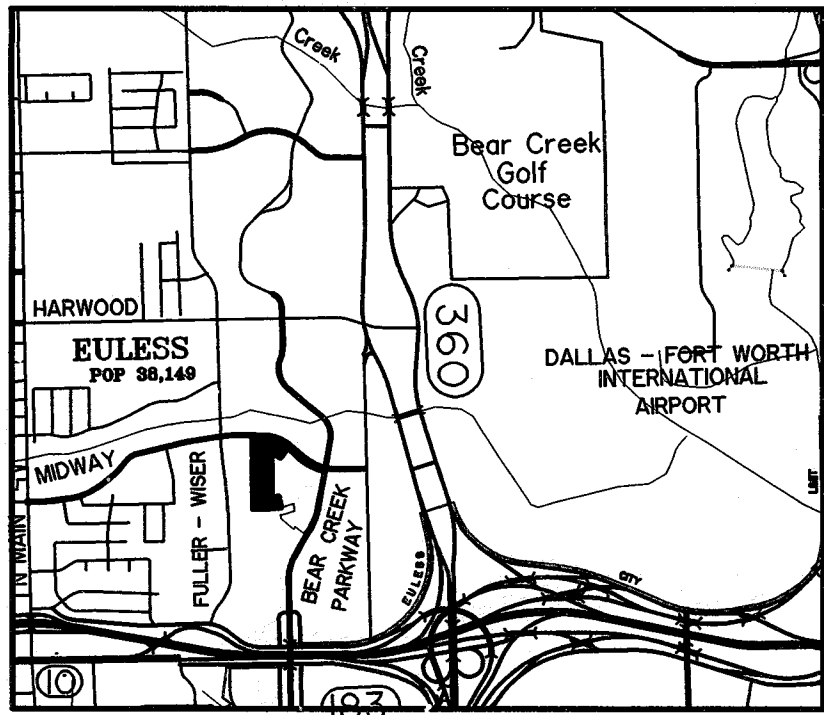 Creek
Creek
Bear Creek
Golf
Course
HARWOOD
360
EULESS
POP 38,149
DALLAS - FORT WORTH
INTERNATIONAL
AIRPORT
MIDWAY
N MAIN
FULLER - WISER
BEAR CREEK
PARKWAY
EULESS
CITY
LIMIT
10
183